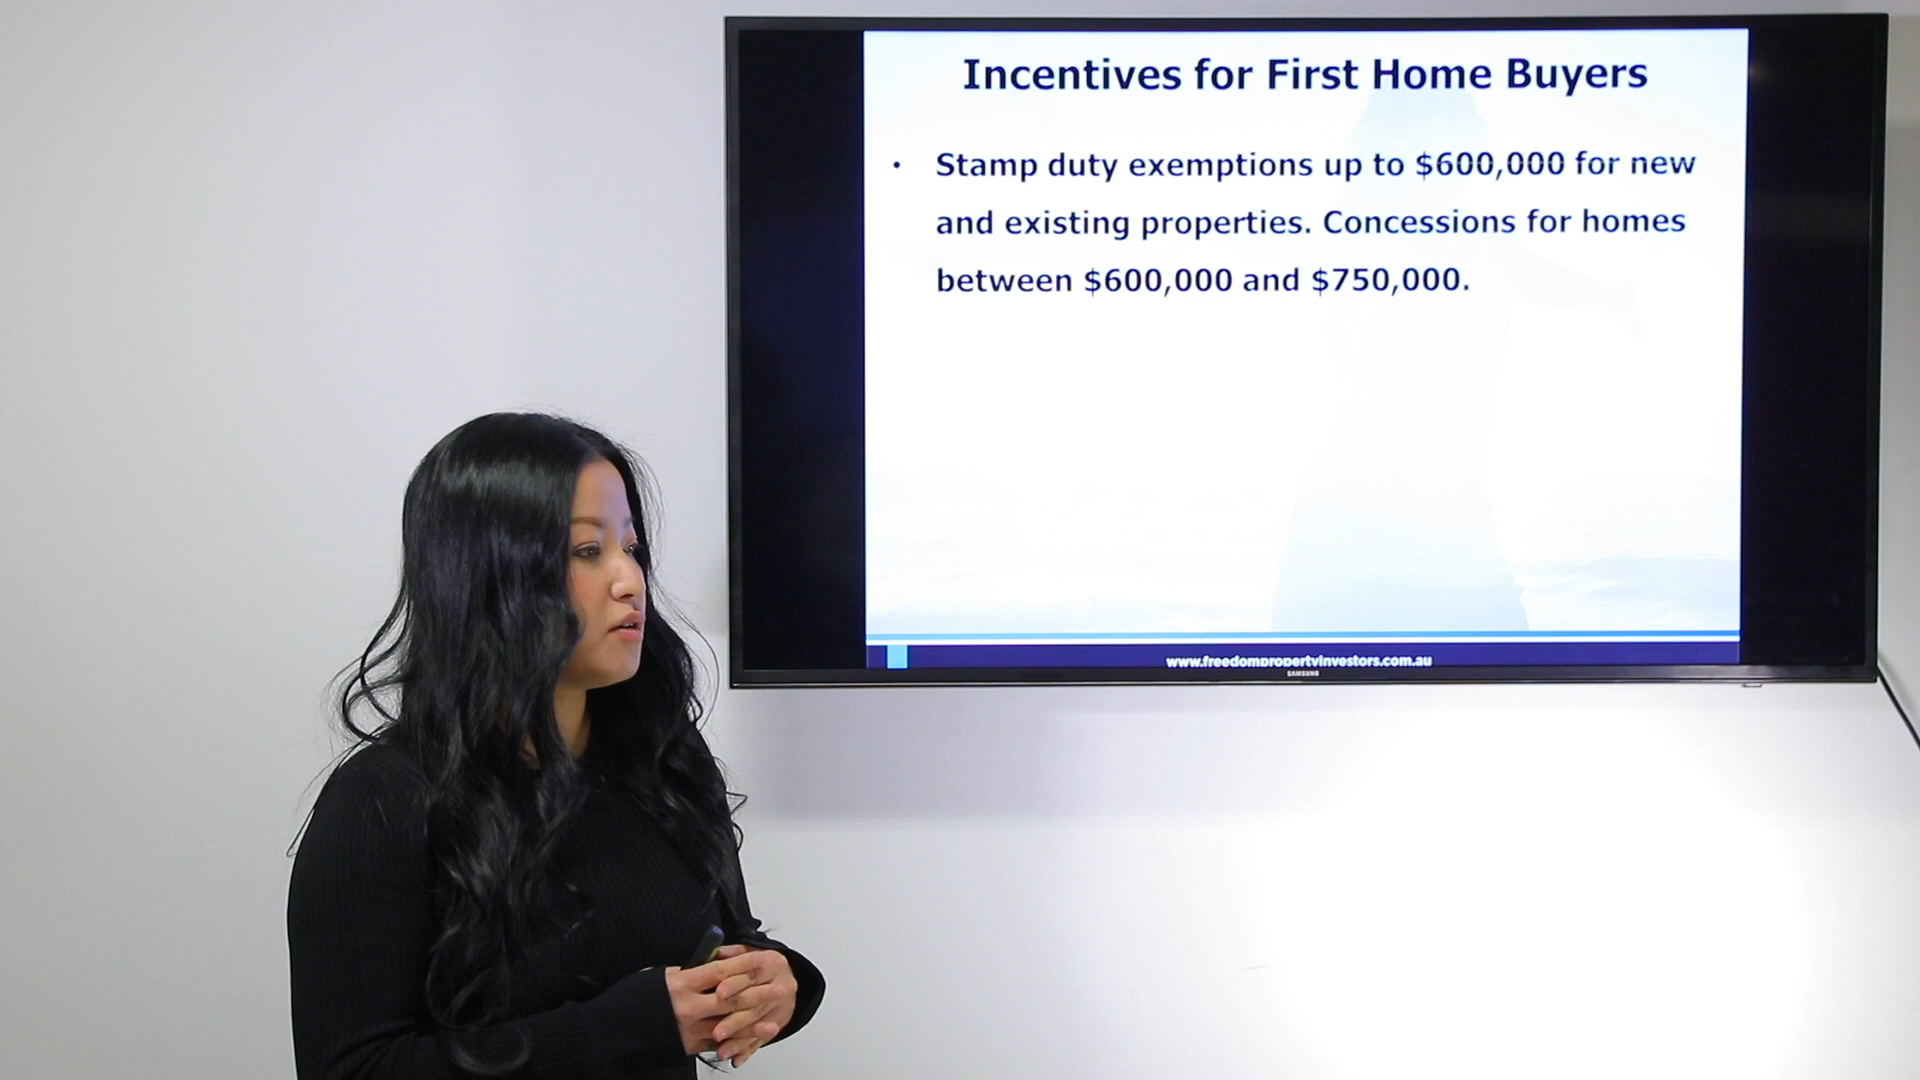 Incentives for First Home Buyers
• Stamp duty exemptions up to $600,000 for new
and existing properties. Concessions for homes
between $600,000 and $750,000.
www.freedompropertyinvestors.com.au
SAMSUNG